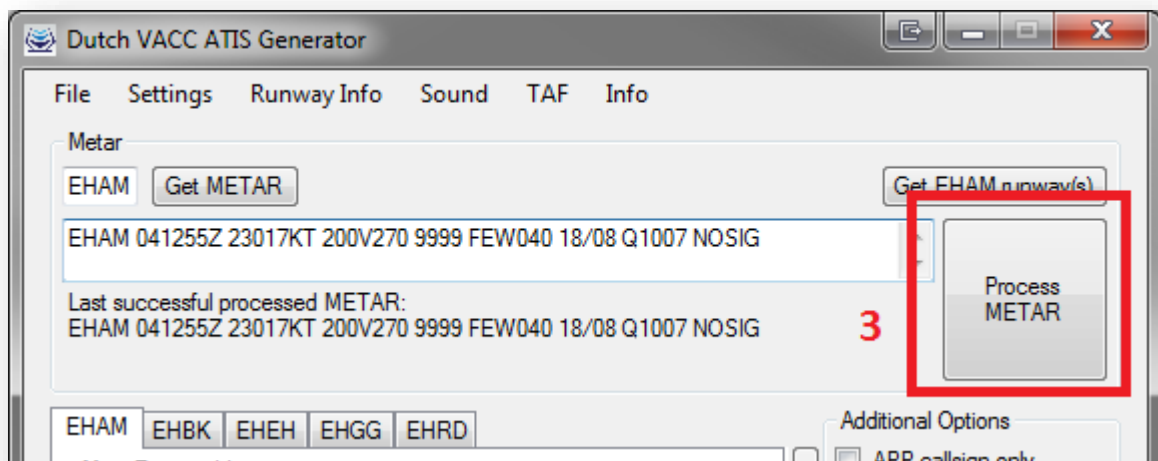 Dutch VACC ATIS Generator
File Settings Runway Info Sound TAF Info
Metar
EHAM Get METAR Get EHAM runway(s)
EHAM 041255Z 23017KT 200V270 9999 FEW040 18/08 Q1007 NOSIG
Process
METAR
Last successful processed METAR:
EHAM 041255Z 23017KT 200V270 9999 FEW040 18/08 Q1007 NOSIG
3
EHAM EHBK EHEH EHGG EHRD
Additional Options
callsign only